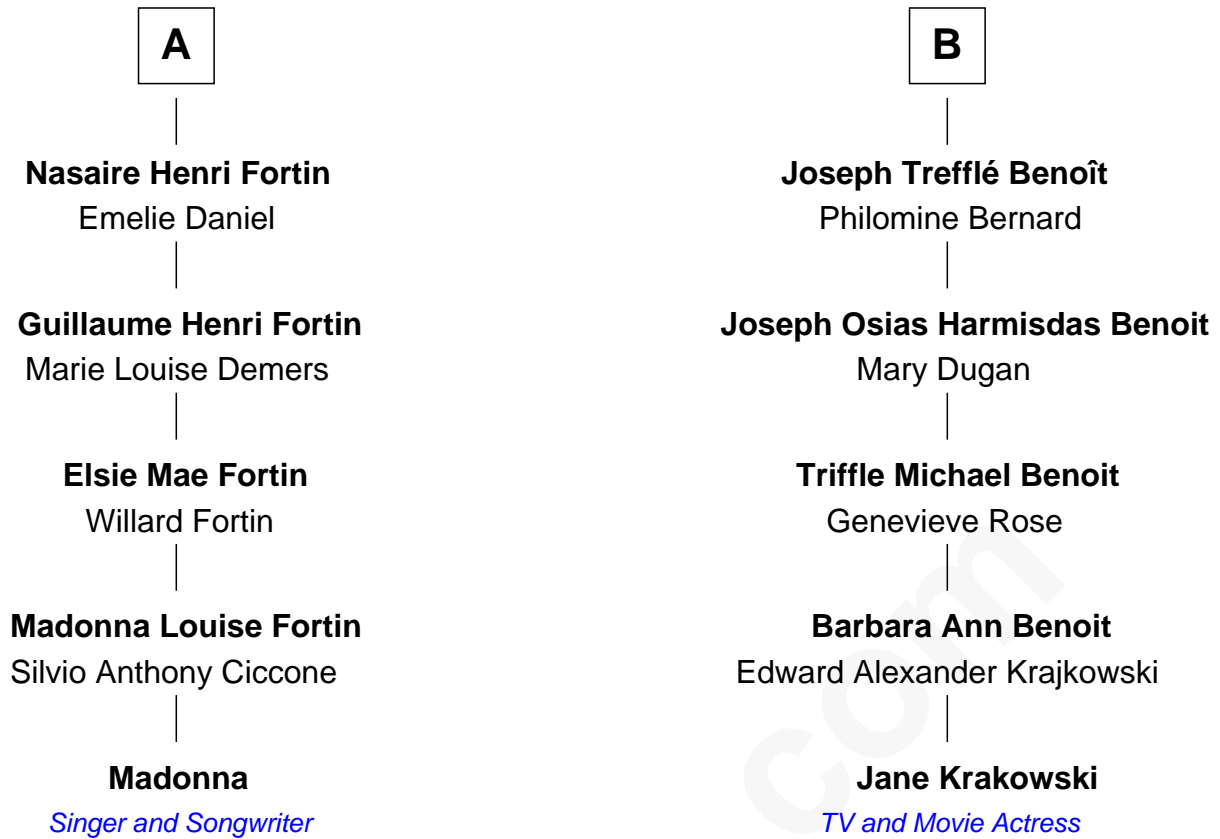 A
B
Nasaire Henri Fortin
Emelie Daniel
Joseph Trefflé Benoît
Philomine Bernard
Guillaume Henri Fortin
Marie Louise Demers
Joseph Osias Harmisdas Benoit
Mary Dugan
Elsie Mae Fortin
Willard Fortin
Triffle Michael Benoit
Genevieve Rose
Madonna Louise Fortin
Silvio Anthony Ciccone
Barbara Ann Benoit
Edward Alexander Krajkowski
Madonna
Singer and Songwriter
Jane Krakowski
TV and Movie Actress
com